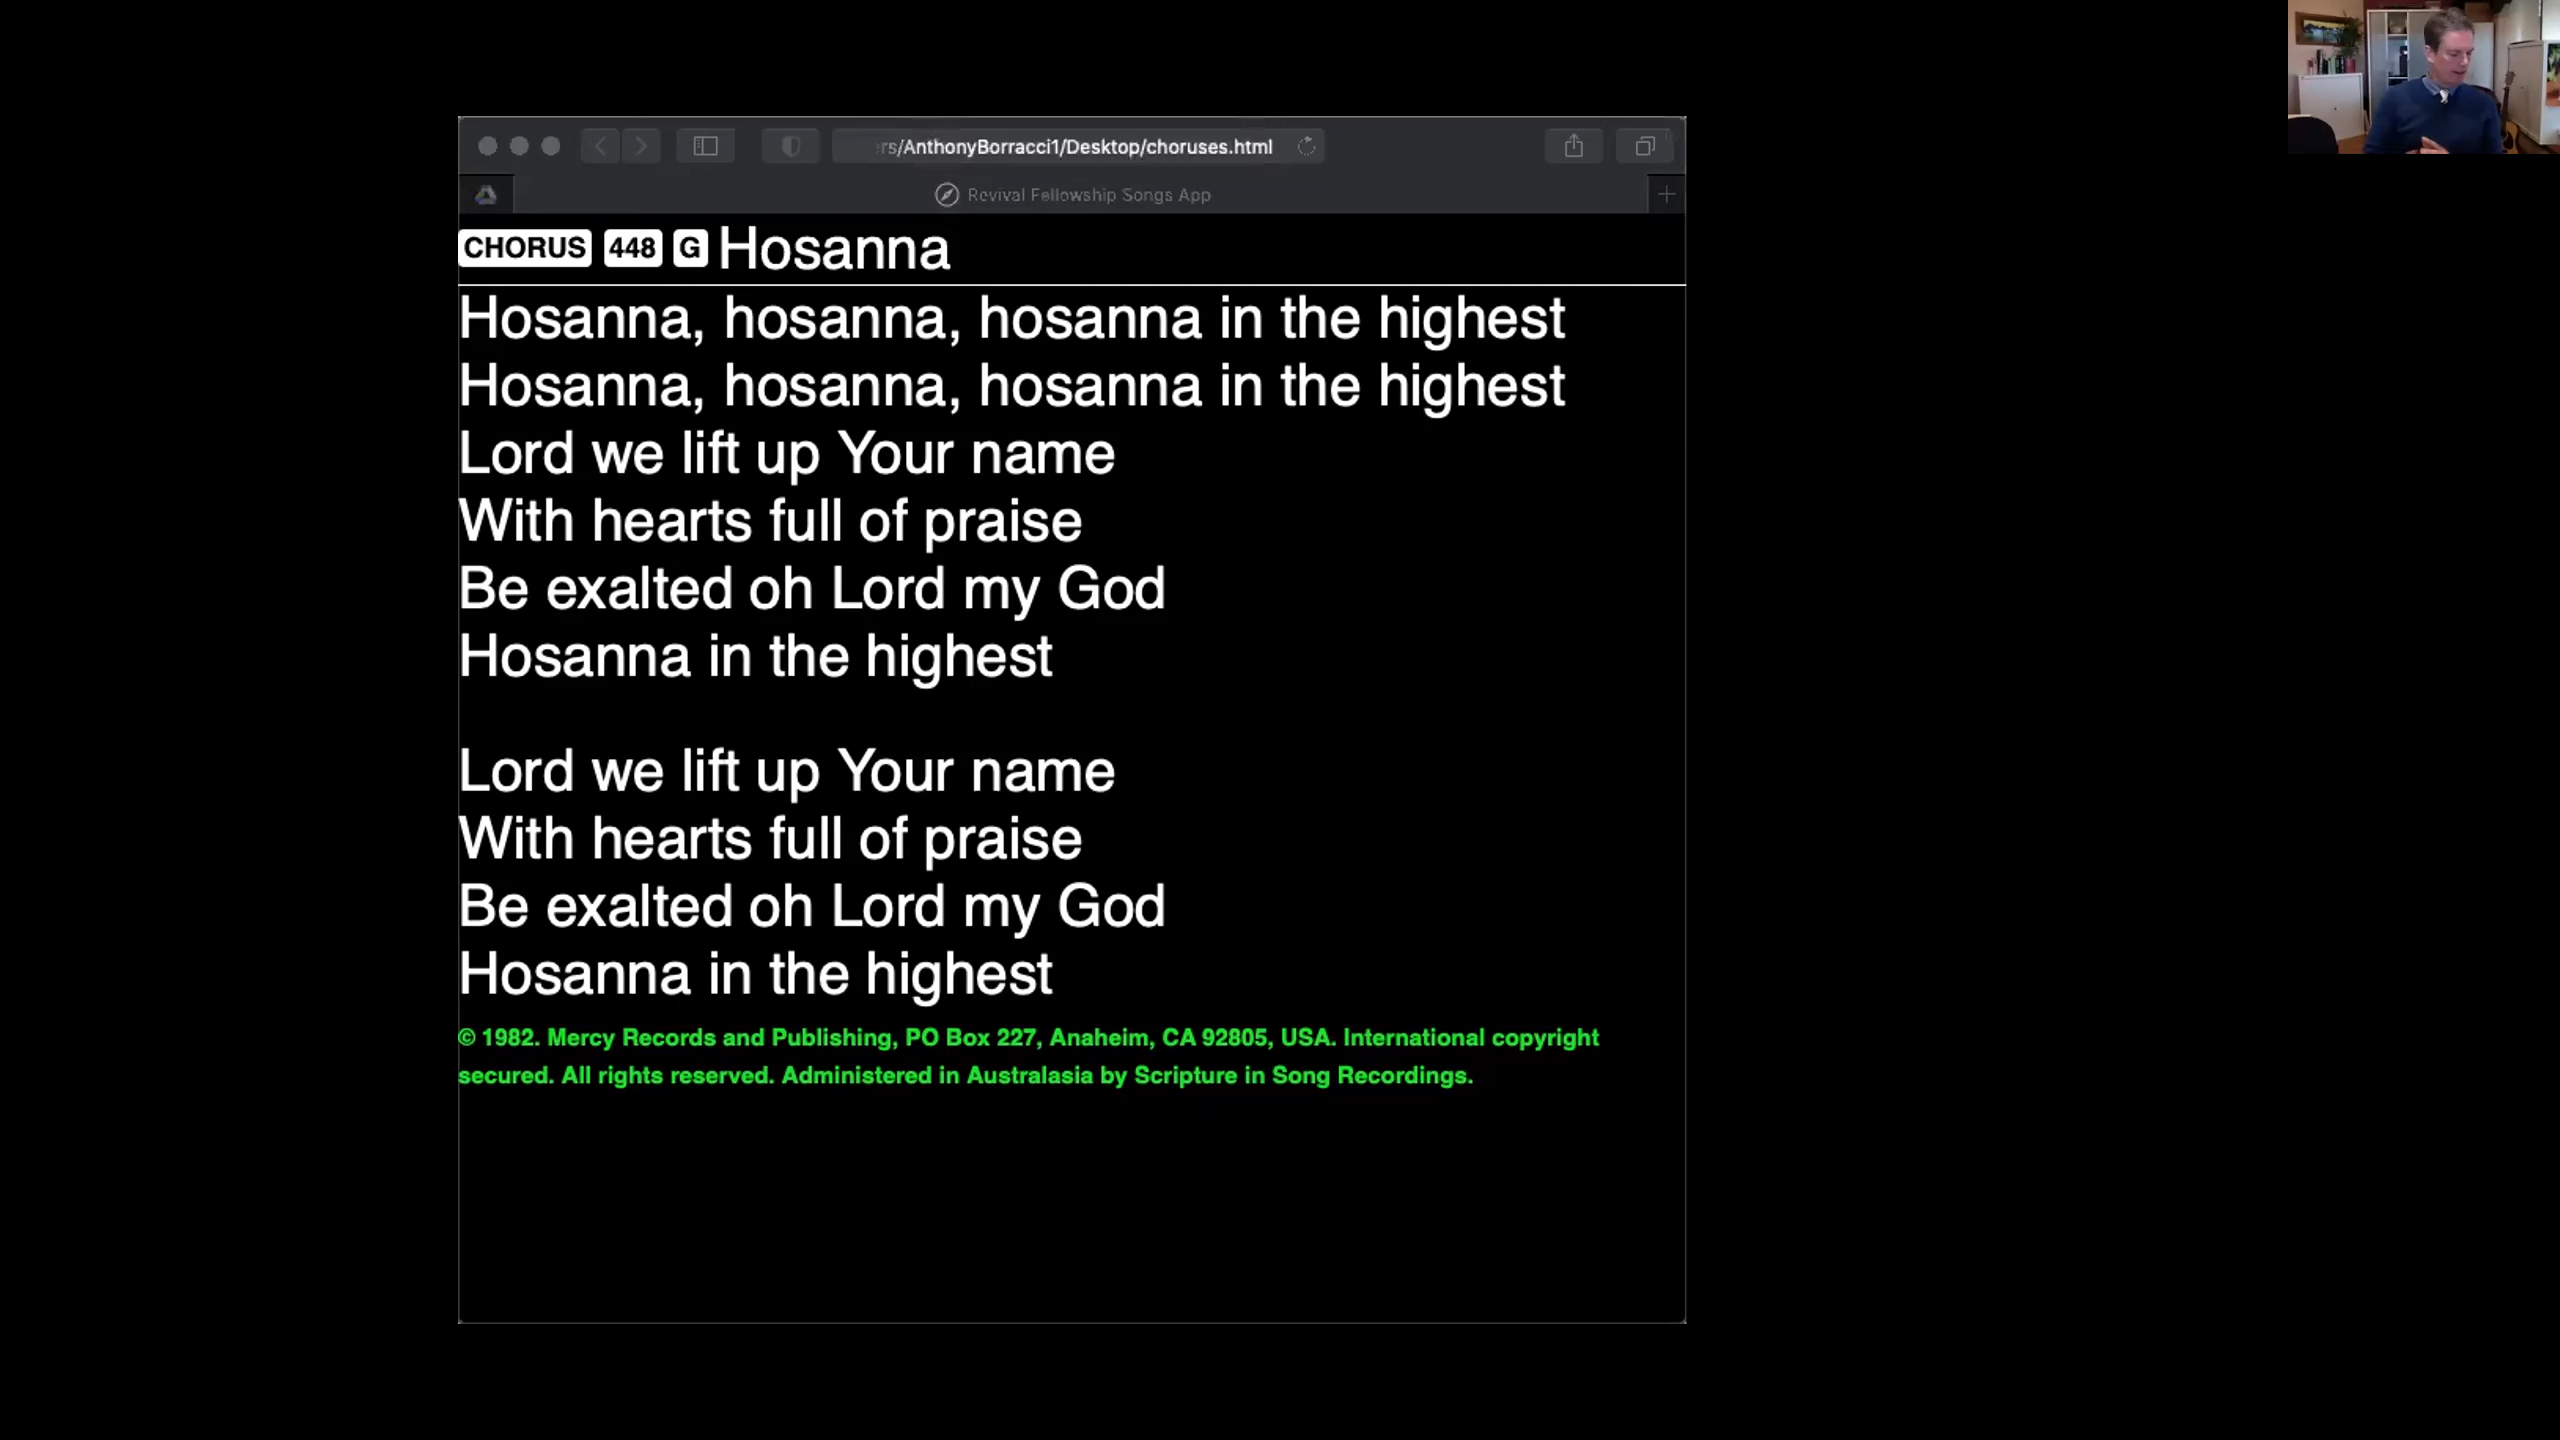 rs/AnthonyBorracci1/Desktop/choruses.html
Revival Fellowship Songs App
CHORUS 448 G Hosanna
Hosanna, hosanna, hosanna in the highest
Hosanna, hosanna, hosanna in the highest
Lord we lift up Your name
With hearts full of praise
Be exalted oh Lord my God
Hosanna in the highest
Lord we lift up Your name
With hearts full of praise
Be exalted oh Lord my God
Hosanna in the highest
© 1982. Mercy Records and Publishing, PO Box 227, Anaheim, CA 92805, USA. International copyright
secured. All rights reserved. Administered in Australasia by Scripture in Song Recordings.